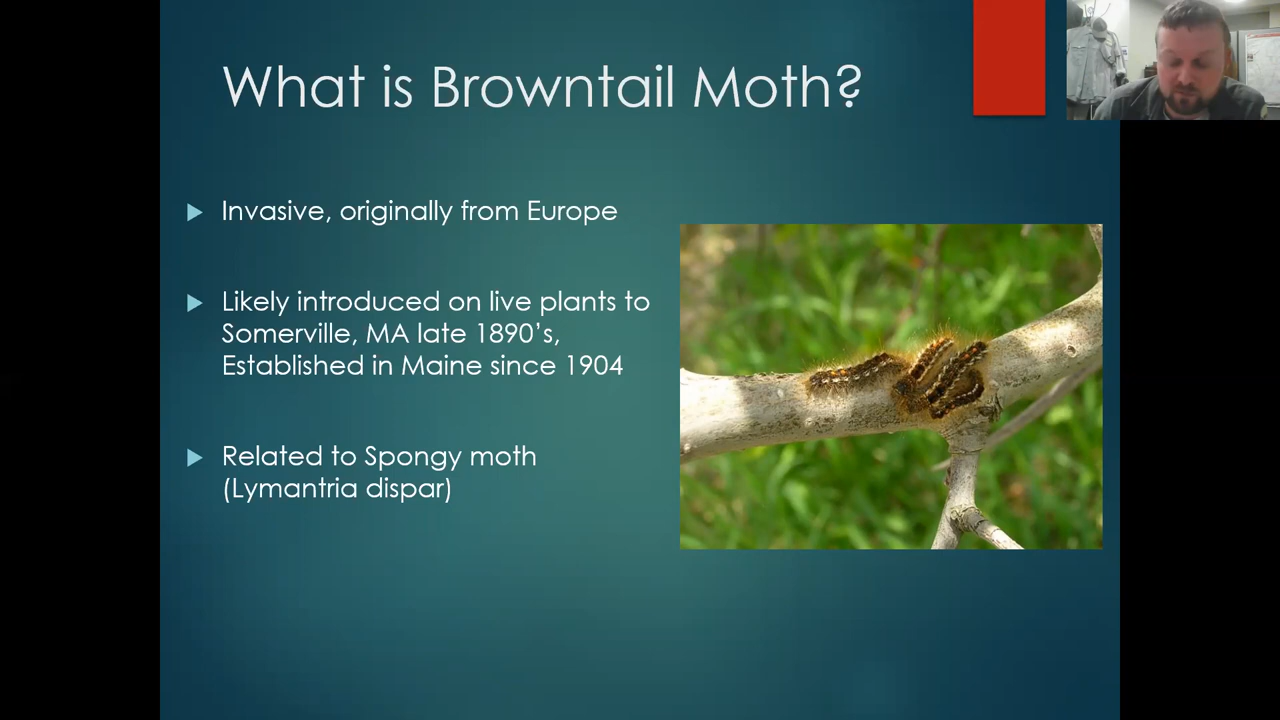 What is Browntail Moth?
Invasive, originally from Europe
Likely introduced on live plants to
Somerville, MA late 1890’s,
Established in Maine since 1904
Related to Spongy moth
(Lymantria dispar)